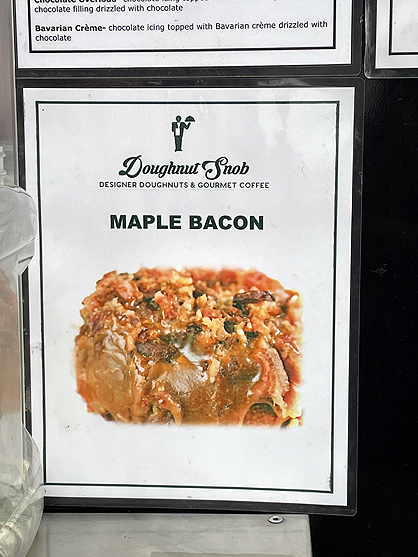 chocolate filling drizzled with chocolate
Bavarian Crème- chocolate icing topped with Bavarian crème drizzled with
chocolate
Doughnut Snob
DESIGNER DOUGHNUTS & GOURMET COFFEE
MAPLE BACON